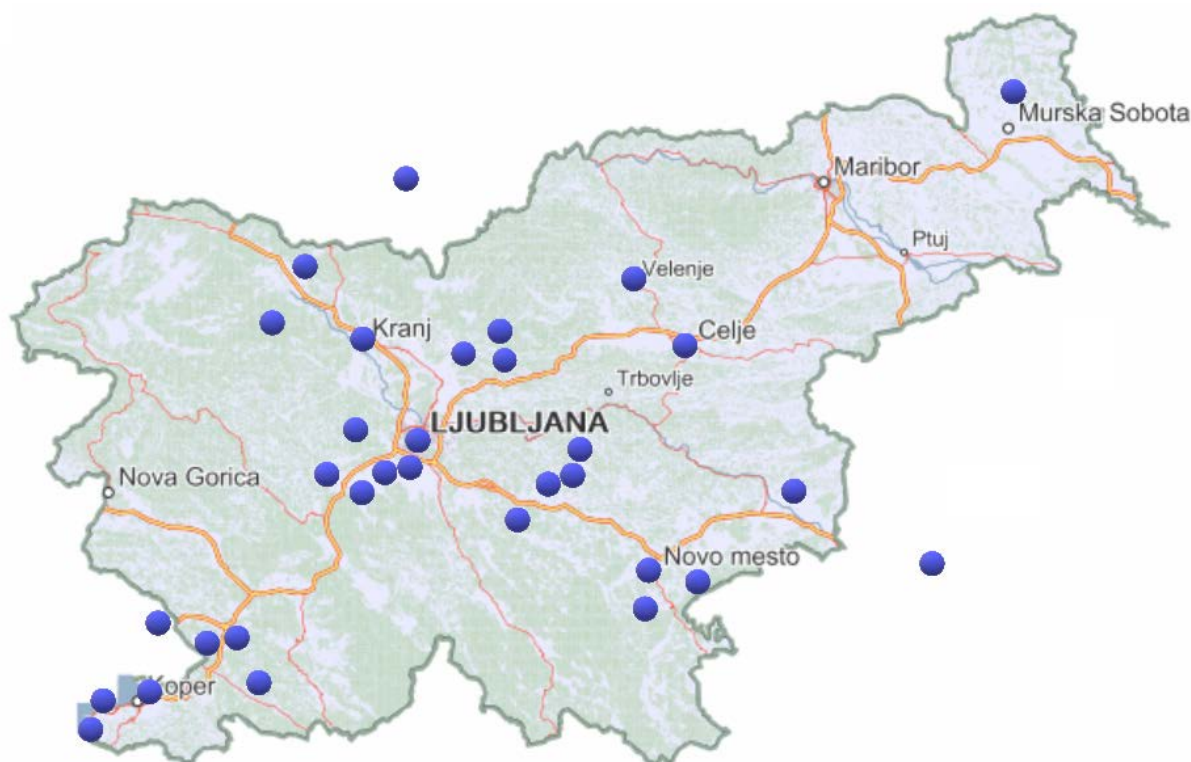 Murska Sobota
Maribor
Ptuj
Velenje
Kranj
Celje
Trbovlje
LJUBLJANA
Nova Gorica
Novo mesto
Koper